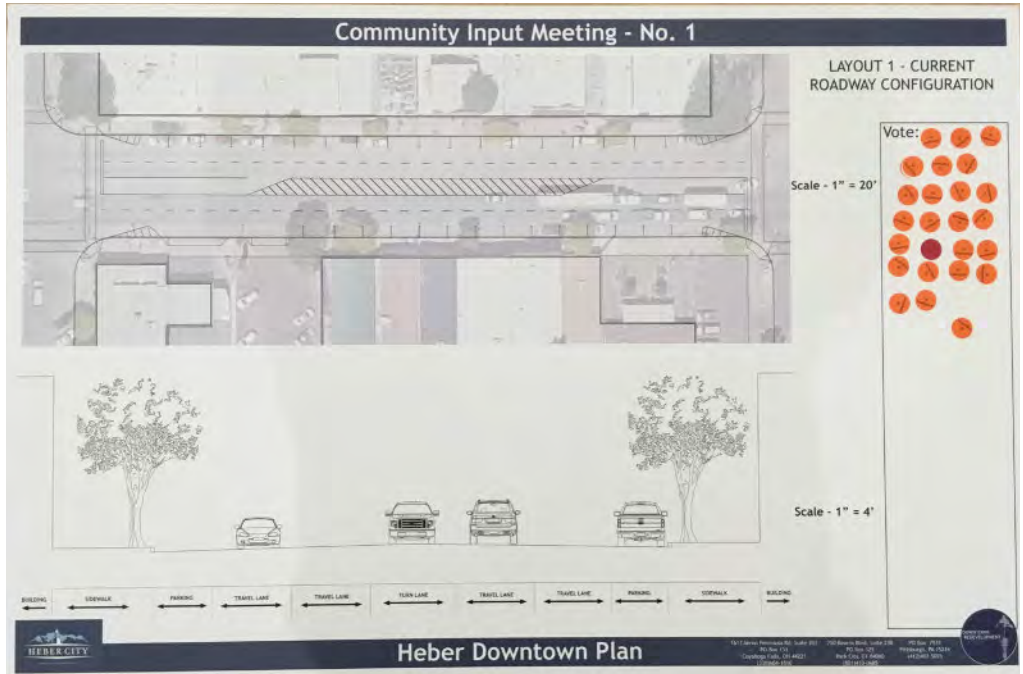 Community Input Meeting - No. 1
LAYOUT 1 - CURRENT
ROADWAY CONFIGURATION
Vote:
Scale - 1" = 20'
Scale - 1" = 4'
BUILDING
SIDEWALK
PARKING
TRAVEL LANE
TRAVEL LANE
TURN LANE
TRAVEL LANE
TRAVEL LANE
PARKING
SIDEWALK
BUILDING
HEBER CITY
Heber Downtown Plan
DOWNTOWN
REDEVELOPMENT